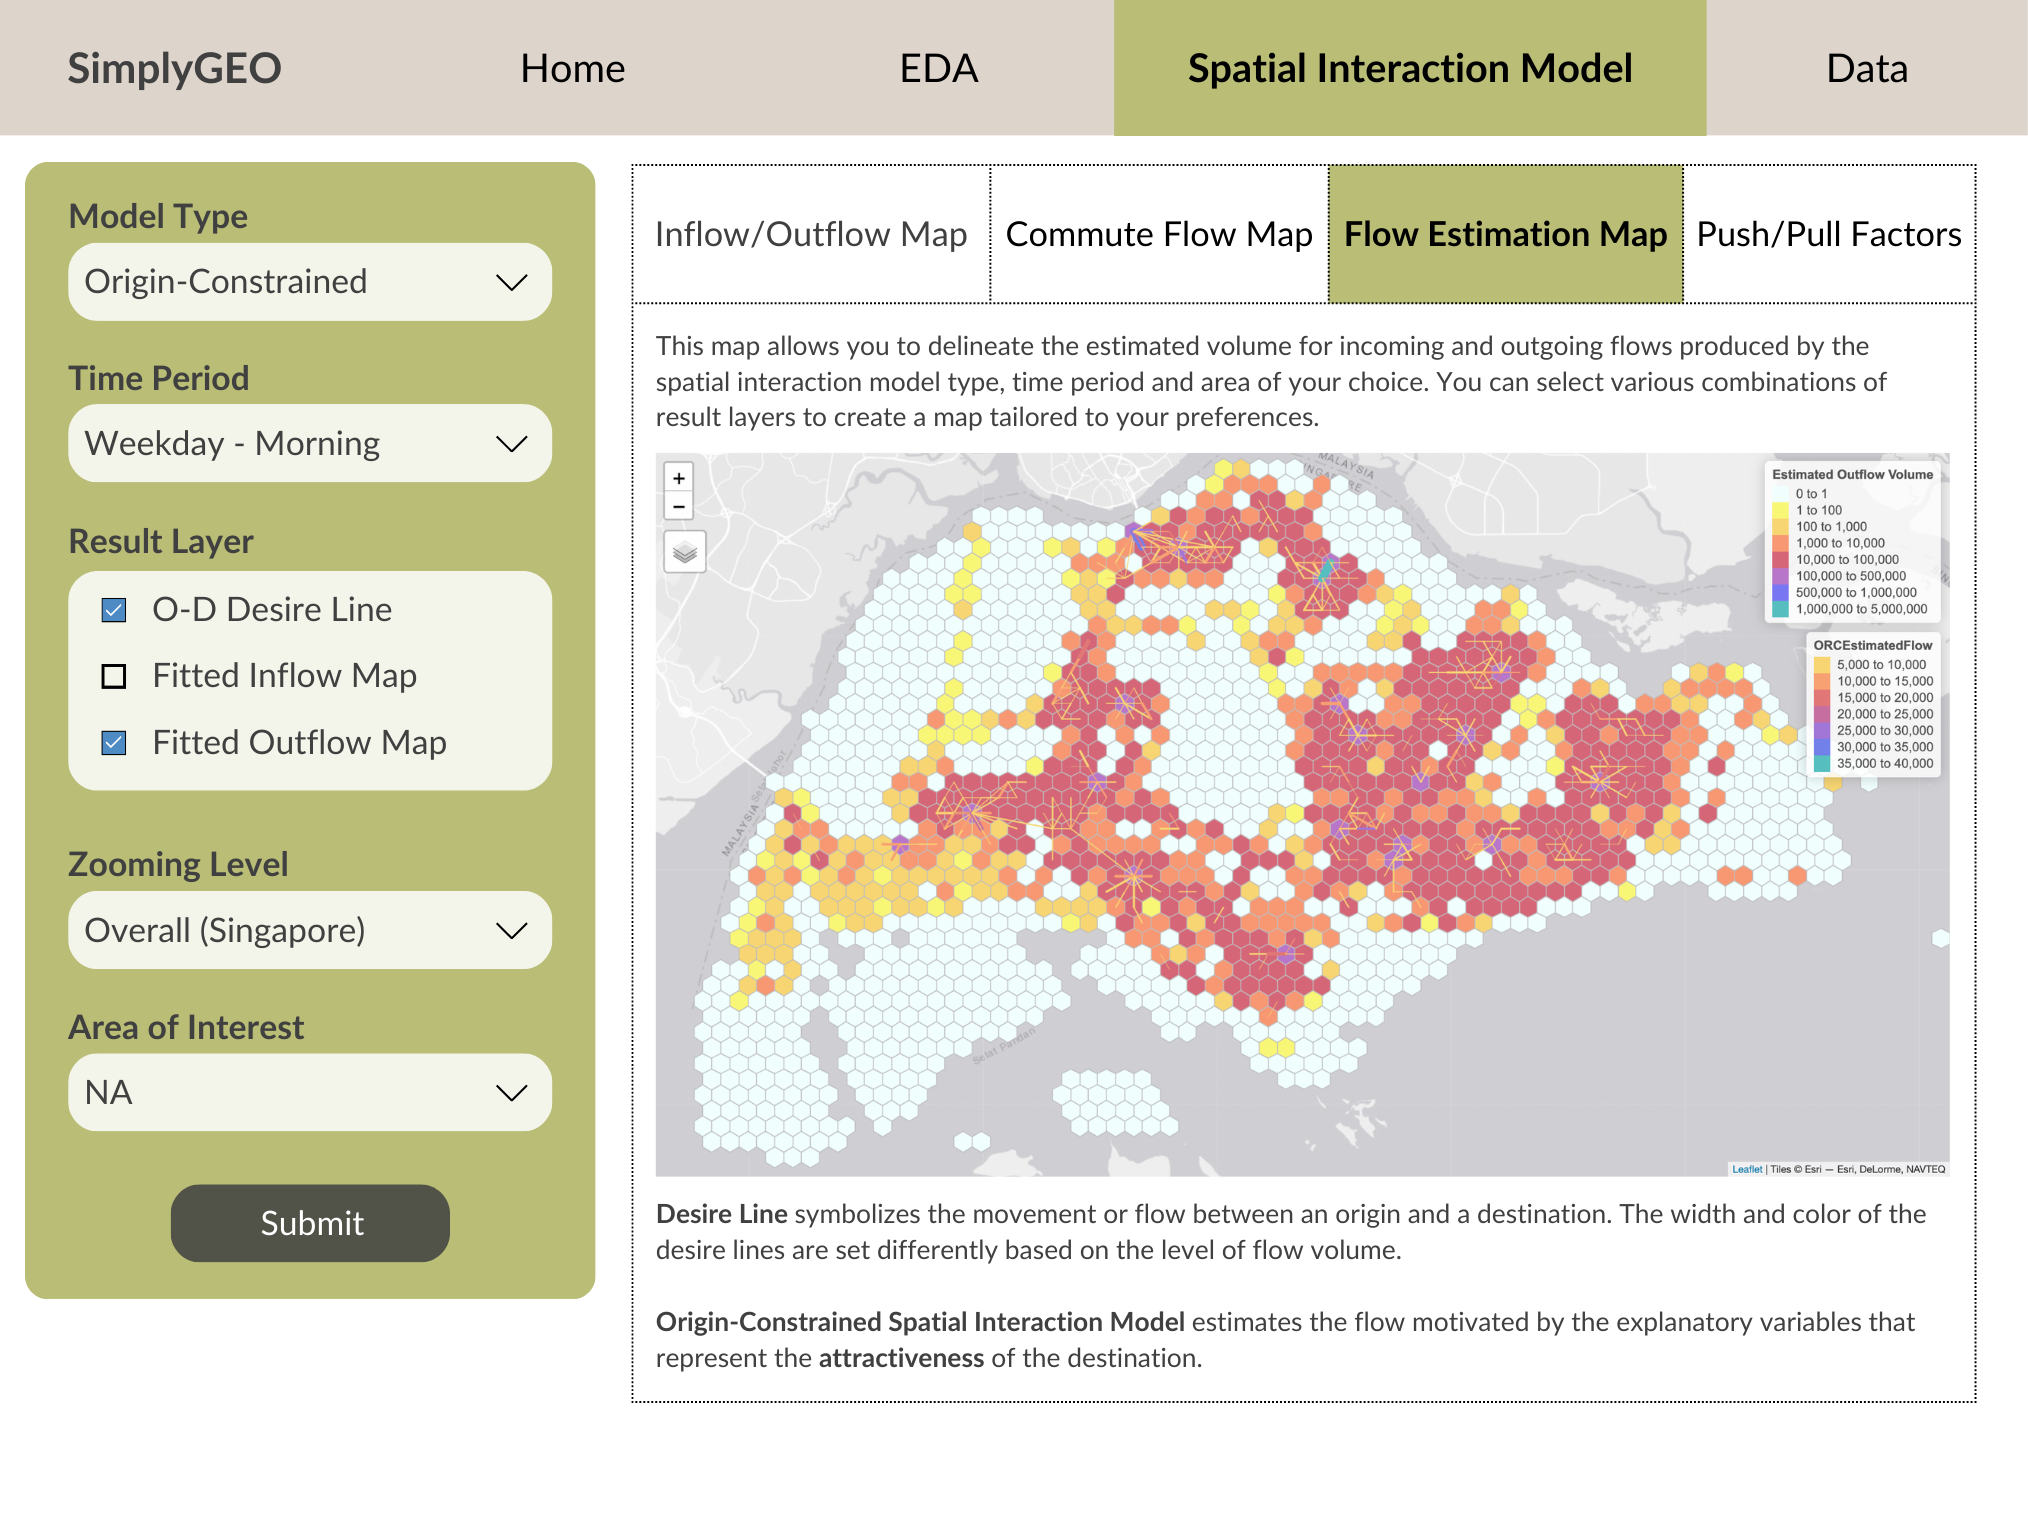 SimplyGEO
Home
EDA
Spatial Interaction Model
Data
Model Type
Origin-Constrained
Time Period
Weekday - Morning
Result Layer
O-D Desire Line
Fitted Inflow Map
Fitted Outflow Map
Zooming Level
Overall (Singapore)
Area of Interest
NA
Submit
Inflow/Outflow Map
Commute Flow Map
Flow Estimation Map
Push/Pull Factors
This map allows you to delineate the estimated volume for incoming and outgoing flows produced by the
spatial interaction model type, time period and area of your choice. You can select various combinations of
result layers to create a map tailored to your preferences.
+
−
MALAYSIA
MALAYSIA
Selat Pandan
Estimated Outflow Volume
0 to 1
1 to 100
100 to 1,000
1,000 to 10,000
10,000 to 100,000
100,000 to 500,000
500,000 to 1,000,000
1,000,000 to 5,000,000
ORCEstimatedFlow
5,000 to 10,000
10,000 to 15,000
15,000 to 20,000
20,000 to 25,000
25,000 to 30,000
30,000 to 35,000
35,000 to 40,000
Leaflet | Tiles © Esri — Esri, DeLorme, NAVTEQ
Desire Line symbolizes the movement or flow between an origin and a destination. The width and color of the
desire lines are set differently based on the level of flow volume.
Origin-Constrained Spatial Interaction Model estimates the flow motivated by the explanatory variables that
represent the attractiveness of the destination.